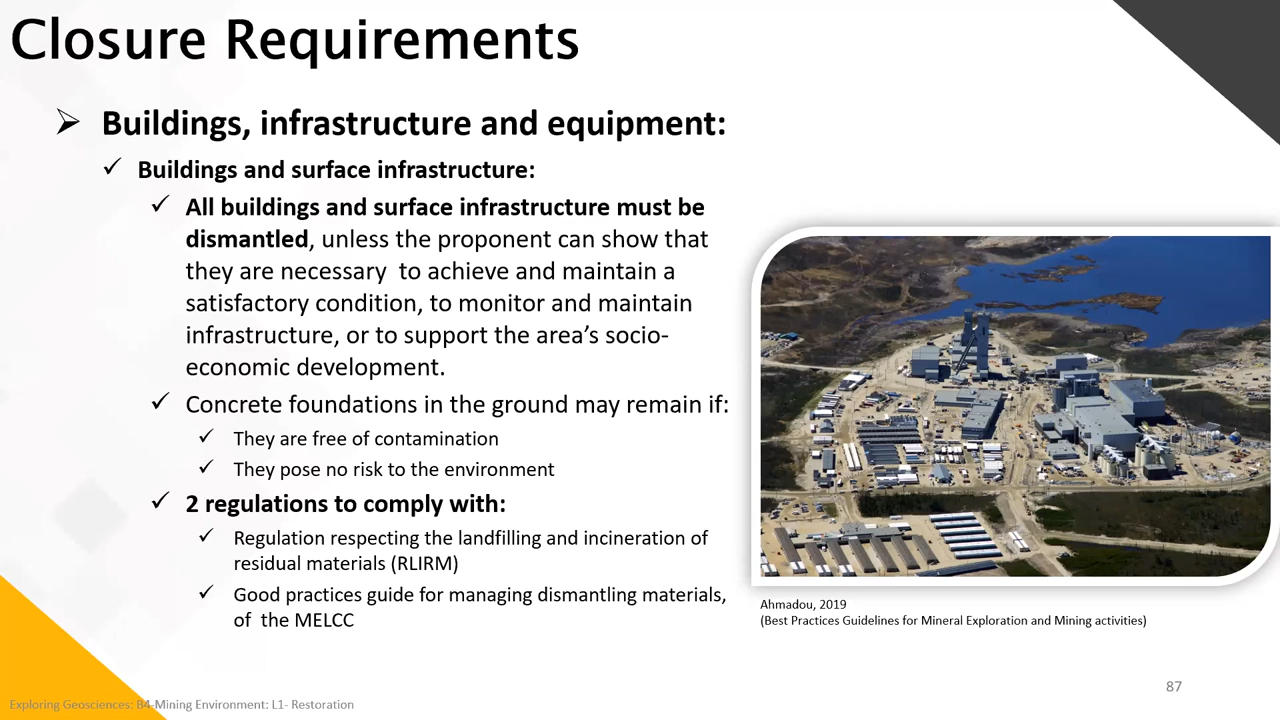 Closure Requirements
Buildings, infrastructure and equipment:
Buildings and surface infrastructure:
All buildings and surface infrastructure must be
dismantled, unless the proponent can show that
they are necessary  to achieve and maintain a
satisfactory condition, to monitor and maintain
infrastructure, or to support the area’s socio-
economic development.
Concrete foundations in the ground may remain if:
They are free of contamination
They pose no risk to the environment
2 regulations to comply with:
Regulation respecting the landfilling and incineration of
residual materials (RLIRM)
Good practices guide for managing dismantling materials,
of  the MELCC
Ahmadou, 2019
(Best Practices Guidelines for Mineral Exploration and Mining activities)
87
Exploring Geosciences: B4-Mining Environment: L1- Restoration